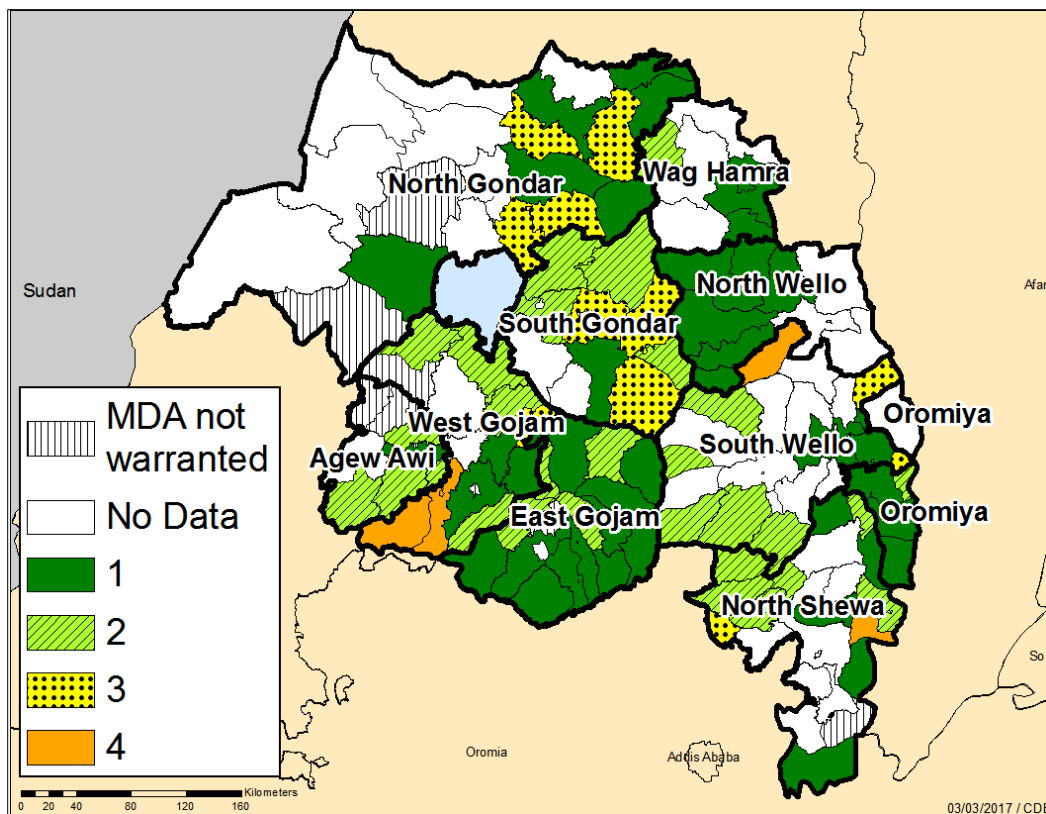 North Gondar
Wag Hamra
Sudan
North Wello
Afar
South Gondar
MDA not
warranted
No Data
1
2
3
4
West Gojam
Oromiya
South Wello
Agew Awi
East Gojam
Oromiya
North Shewa
So
Oromia
Addis Ababa
Kilometers
0 20 40 80 120 160
03/03/2017 / CDB